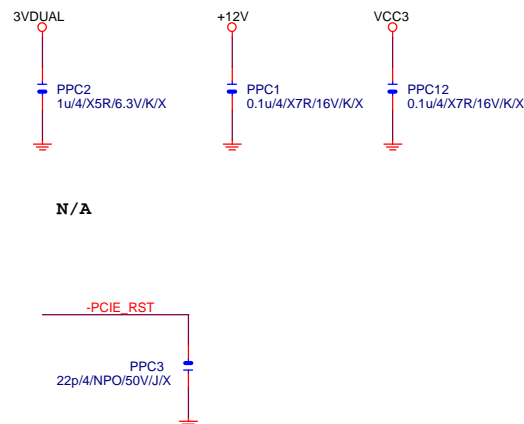 3VDUAL +12V VCC3
PPC2 PPC1 PPC12
1u/4/X5R/6.3V/K/X 0.1u/4/X7R/16V/K/X 0.1u/4/X7R/16V/K/X
N/A
-PCIE_RST
PPC3
22p/4/NPO/50V/J/X